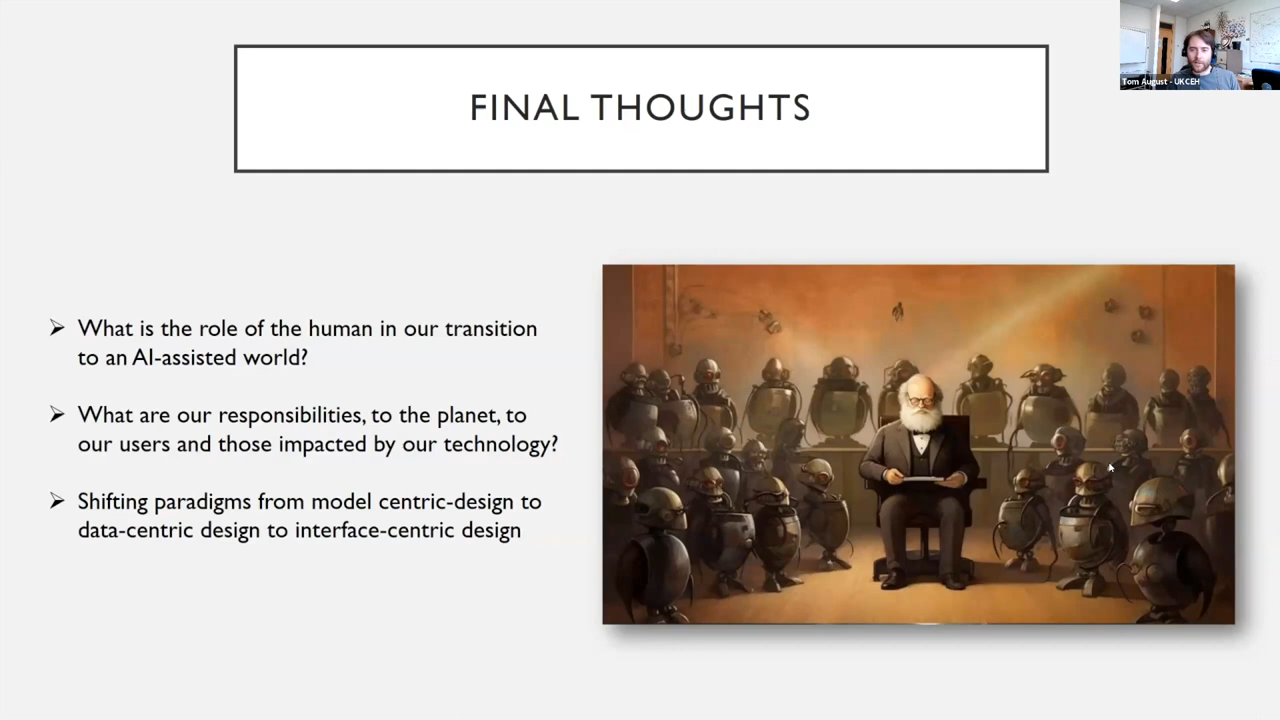 Tom August - UKCEH
FINAL THOUGHTS
What is the role of the human in our transition
to an AI-assisted world?
What are our responsibilities, to the planet, to
our users and those impacted by our technology?
Shifting paradigms from model centric-design to
data-centric design to interface-centric design